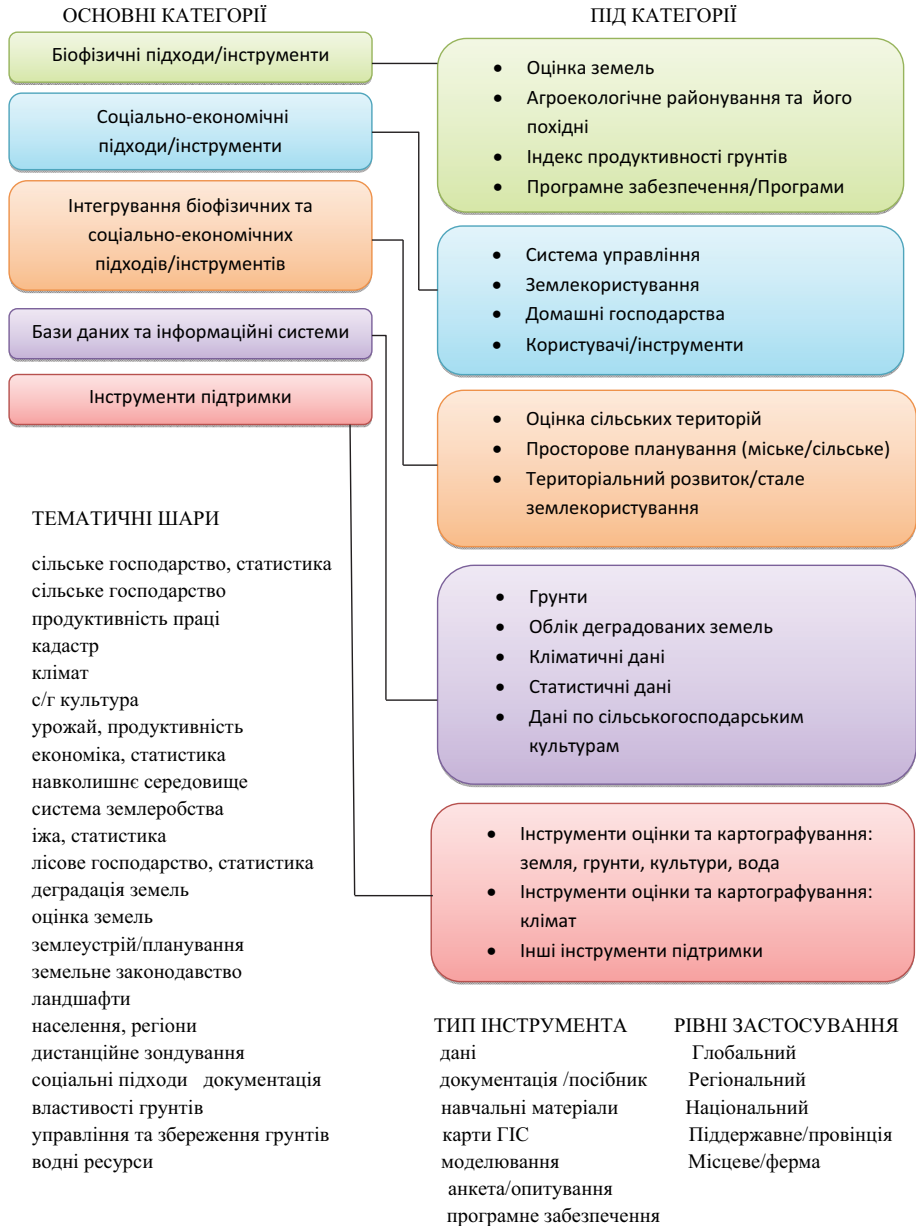 ОСНОВНІ КАТЕГОРІЇ
Біофізичні підходи/інструменти
Соціально-економічні
підходи/інструменти
Інтегрування біофізичних та
соціально-економічних
підходів/інструментів
Бази даних та інформаційні системи
Інструменти підтримки
ПІД КАТЕГОРІЇ
• Оцінка земель
• Агроекологічне районування та його
похідні
• Індекс продуктивності грунтів
• Програмне забезпечення/Програми
• Система управління
• Землекористування
• Домашні господарства
• Користувачі/інструменти
• Оцінка сільських територій
• Просторове планування (міське/сільське)
• Територіальний розвиток/стале
землекористування
• Грунти
• Облік деградованих земель
• Кліматичні дані
• Статистичні дані
• Дані по сільськогосподарським
культурам
• Інструменти оцінки та картографування:
земля, грунти, культури, вода
• Інструменти оцінки та картографування:
клімат
• Інші інструменти підтримки
ТЕМАТИЧНІ ШАРИ
сільське господарство, статистика
сільське господарство
продуктивність праці
кадастр
клімат
с/г культура
урожай, продуктивність
економіка, статистика
навколишнє середовище
система землеробства
іжа, статистика
лісове господарство, статистика
деградація земель
оцінка земель
землеустрій/планування
земельне законодавство
ландшафти
населення, регіони
дистанційне зондування
соціальні підходи документація
властивості грунтів
управління та збереження грунтів
водні ресурси
ТИП ІНСТРУМЕНТА
дані
документація /посібник
навчальні матеріали
карти ГІС
моделювання
анкета/опитування
програмне забезпечення
РІВНІ ЗАСТОСУВАННЯ
Глобальний
Регіональний
Національний
Піддержавне/провінція
Місцеве/ферма